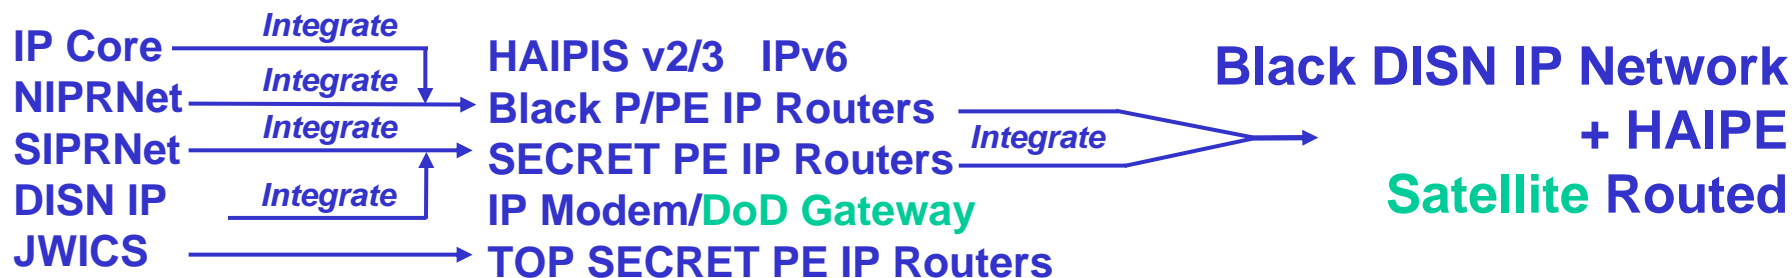 IP Core
NIPRNet
SIPRNet
DISN IP
JWICS
Integrate
Integrate
Integrate
Integrate
HAIPIS v2/3 IPv6
Black P/PE IP Routers
SECRET PE IP Routers
IP Modem/DoD Gateway
TOP SECRET PE IP Routers
Integrate
Black DISN IP Network
+ HAIPE
Satellite Routed